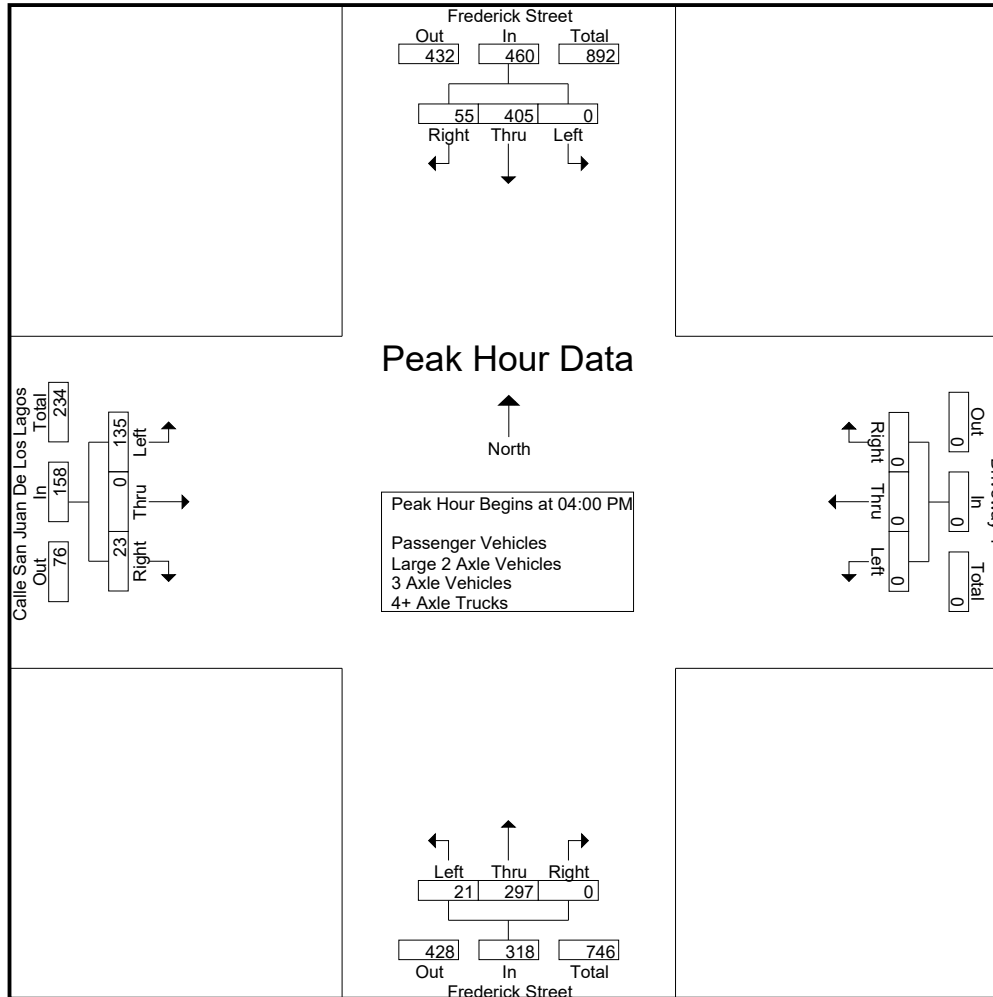 Frederick Street
Out In Total
432 460 892
55 405 0
Right Thru Left
Peak Hour Data
North
Peak Hour Begins at 04:00 PM
Passenger Vehicles
Large 2 Axle Vehicles
3 Axle Vehicles
4+ Axle Trucks
Calle San Juan De Los Lagos
Out In Total
76 158 234
23 0 135
Right Thru Left
Out In Total
0 0 0
0 0 0
Right Thru Left
Left Thru Right
21 297 0
428 318 746
Out In Total
Frederick Street